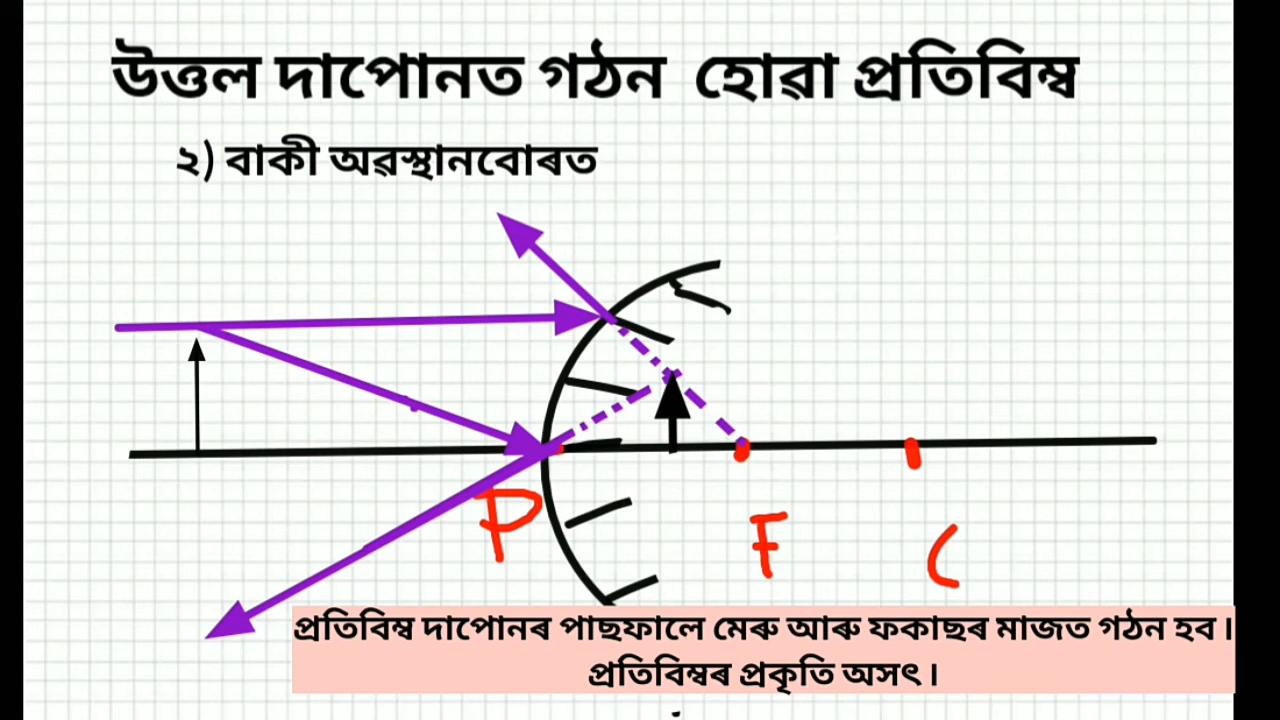 উত্তল দাপোনত গঠন হোৱা প্ৰতিবিম্ব
২) বাকী অৱস্থানবোৰত
P
F
C
প্ৰতিবিম্ব দাপোনৰ পাছফালে মেৰু আৰু ফকাছৰ মাজত গঠন হব ।
প্ৰতিবিম্বৰ প্ৰকৃতি অসৎ ।